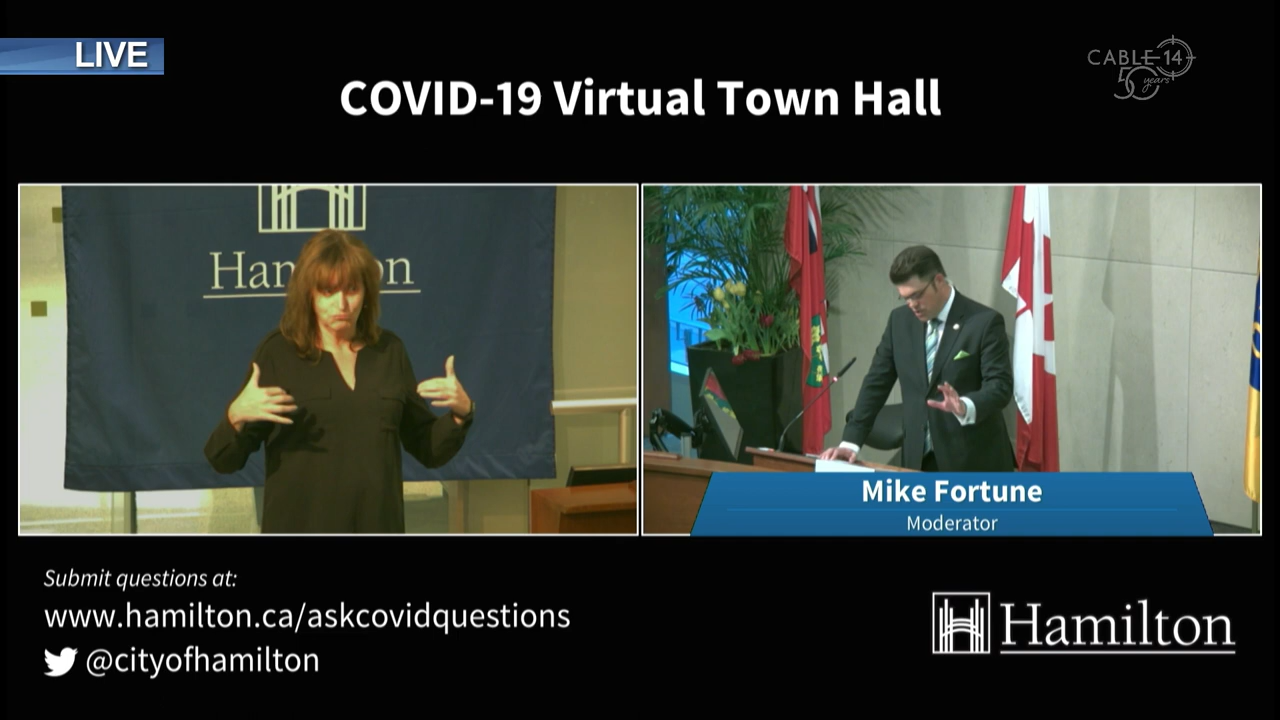 LIVE
CABLE 14
50 years
COVID-19 Virtual Town Hall
Hamilton
Mike Fortune
Moderator
Submit questions at:
www.hamilton.ca/askcovidquestions
@cityofhamilton
Hamilton